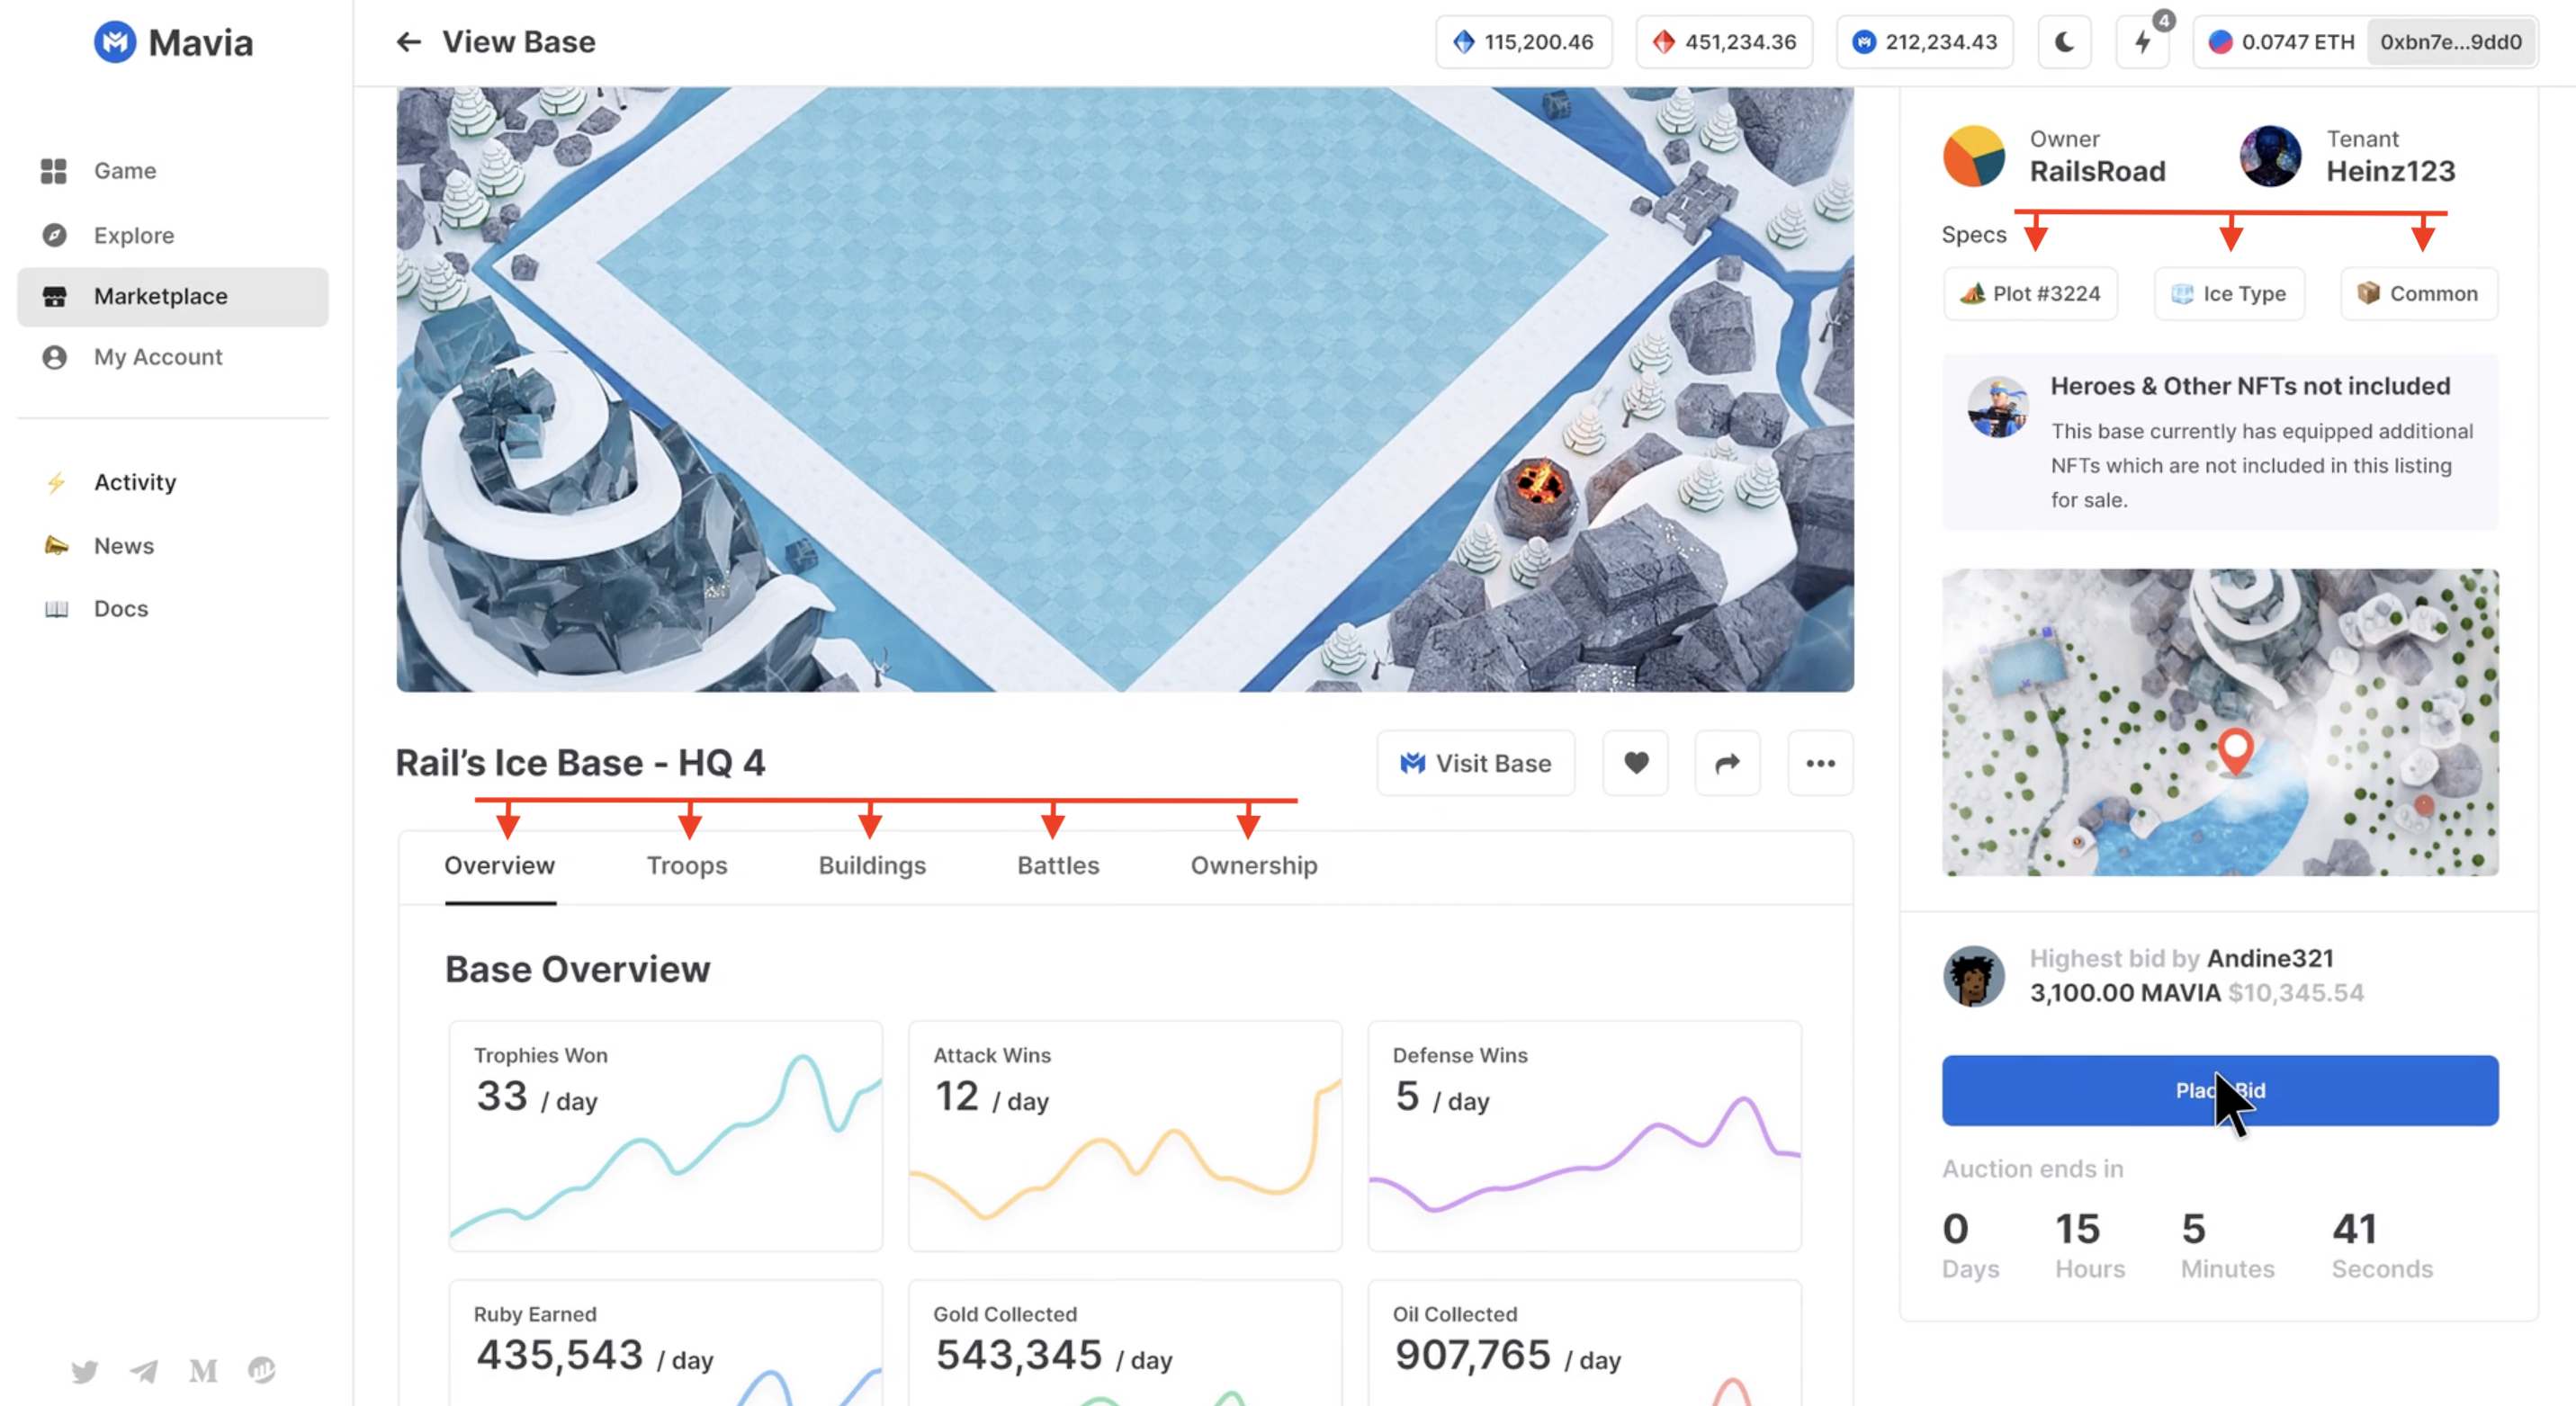 Mavia
Game
Explore
Marketplace
My Account
Activity
News
Docs
View Base
115,200.46
451,234.36
212,234.43
4
0.0747 ETH
0xbn7e...9dd0
Rail’s Ice Base - HQ 4
Visit Base
Overview
Troops
Buildings
Battles
Ownership
Base Overview
Trophies Won
33 / day
Attack Wins
12 / day
Defense Wins
5 / day
Ruby Earned
435,543 / day
Gold Collected
543,345 / day
Oil Collected
907,765 / day
Owner
RailsRoad
Tenant
Heinz123
Specs
Plot #3224
Ice Type
Common
Heroes & Other NFTs not included
This base currently has equipped additional
NFTs which are not included in this listing
for sale.
Highest bid by Andine321
3,100.00 MAVIA $10,345.54
Place Bid
Auction ends in
0
Days
15
Hours
5
Minutes
41
Seconds